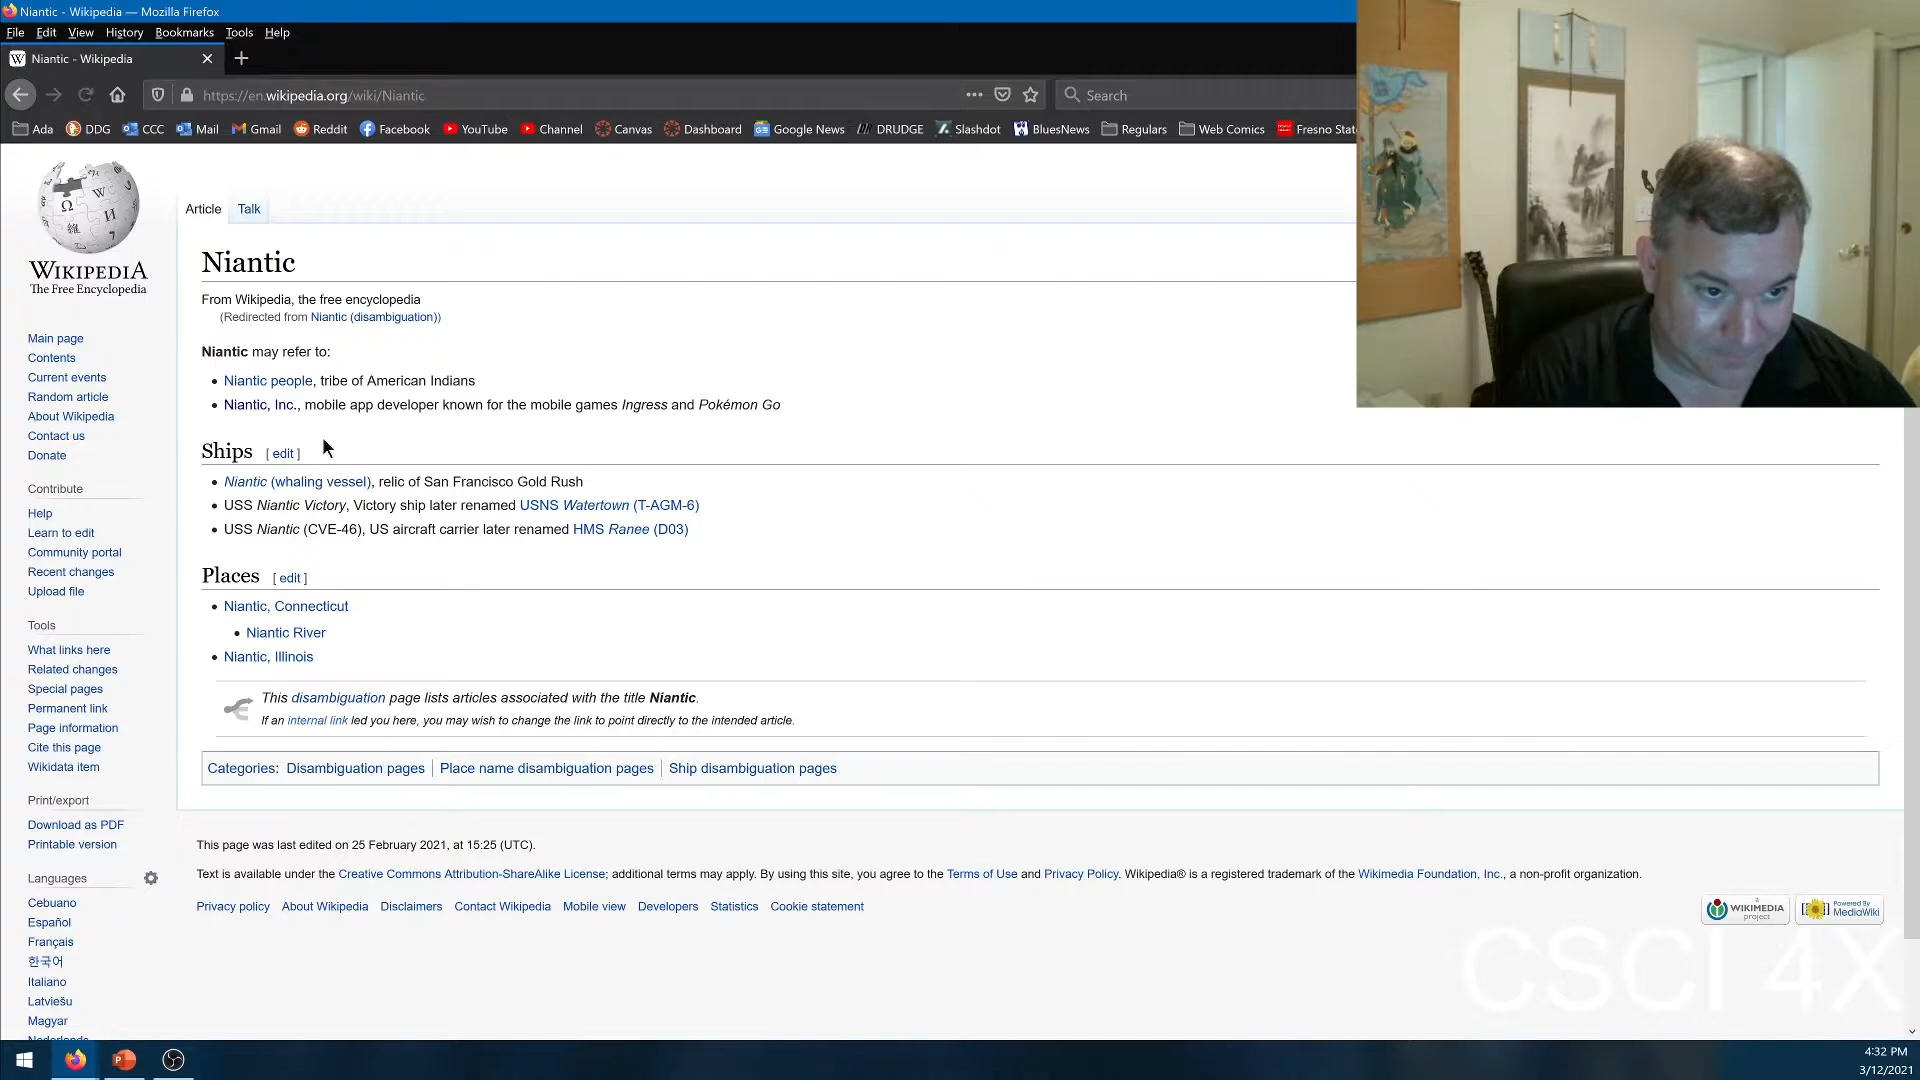 Niantic - Wikipedia — Mozilla Firefox
File Edit View History Bookmarks Tools Help
Niantic - Wikipedia
https://en.wikipedia.org/wiki/Niantic
Search
Ada DDG CCC Mail Gmail Reddit Facebook YouTube Channel Canvas Dashboard Google News DRUDGE Slashdot BluesNews Regulars Web Comics Fresno Stat
WIKIPEDIA
The Free Encyclopedia
Main page
Contents
Current events
Random article
About Wikipedia
Contact us
Donate
Contribute
Help
Learn to edit
Community portal
Recent changes
Upload file
Tools
What links here
Related changes
Special pages
Permanent link
Page information
Cite this page
Wikidata item
Print/export
Download as PDF
Printable version
Languages
Cebuano
Español
Français
한국어
Italiano
Latviešu
Magyar
Article Talk
Niantic
From Wikipedia, the free encyclopedia
(Redirected from Niantic (disambiguation))
Niantic may refer to:
• Niantic people, tribe of American Indians
• Niantic, Inc., mobile app developer known for the mobile games Ingress and Pokémon Go
Ships [ edit ]
• Niantic (whaling vessel), relic of San Francisco Gold Rush
• USS Niantic Victory, Victory ship later renamed USNS Watertown (T-AGM-6)
• USS Niantic (CVE-46), US aircraft carrier later renamed HMS Ranee (D03)
Places [ edit ]
• Niantic, Connecticut
• Niantic River
• Niantic, Illinois
This disambiguation page lists articles associated with the title Niantic.
If an internal link led you here, you may wish to change the link to point directly to the intended article.
Categories: Disambiguation pages | Place name disambiguation pages | Ship disambiguation pages
This page was last edited on 25 February 2021, at 15:25 (UTC).
Text is available under the Creative Commons Attribution-ShareAlike License; additional terms may apply. By using this site, you agree to the Terms of Use and Privacy Policy. Wikipedia® is a registered trademark of the Wikimedia Foundation, Inc., a non-profit organization.
Privacy policy About Wikipedia Disclaimers Contact Wikipedia Mobile view Developers Statistics Cookie statement
a
WIKIMEDIA
project
Powered By
MediaWiki
CSCI 4X
4:32 PM
3/12/2021